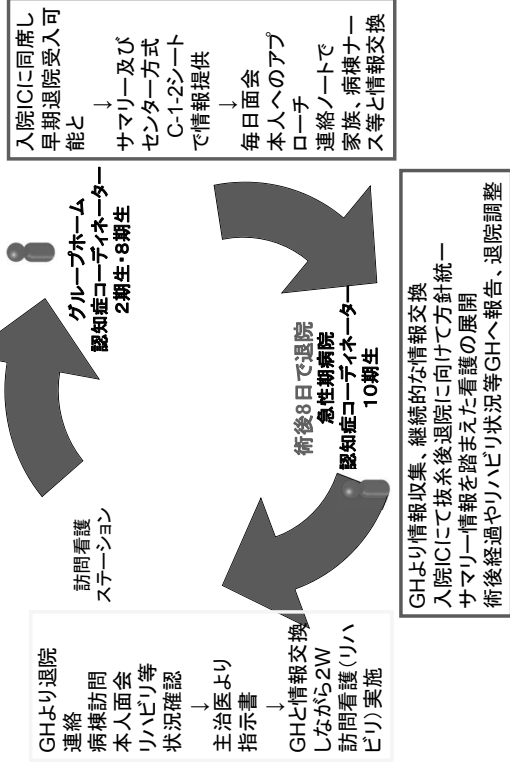 入院ICに同席し
早期退院受入可
能と
↓
サマリー及び
センター方式
C-1-2シート
で情報提供
↓
毎日面会
本人へのアプ
ローチ
連絡ノートで
家族、病棟ナー
ス等と情報交換
グループホーム
認知症コーディネーター
2期生・8期生
術後8日で退院
急性期病院
認知症コーディネーター
10期生
GHより情報収集、継続的な情報交換
入院ICにて抜糸後退院に向けて方針統一
サマリー情報を踏まえた看護の展開
術後経過やリハビリ状況等GHへ報告、退院調整
訪問看護
ステーション
GHより退院
連絡
病棟訪問
本人面会
リハビリ等
状況確認
↓
主治医より
指示書
↓
GHと情報交換
しながら2W
訪問看護(リハ
ビリ)実施